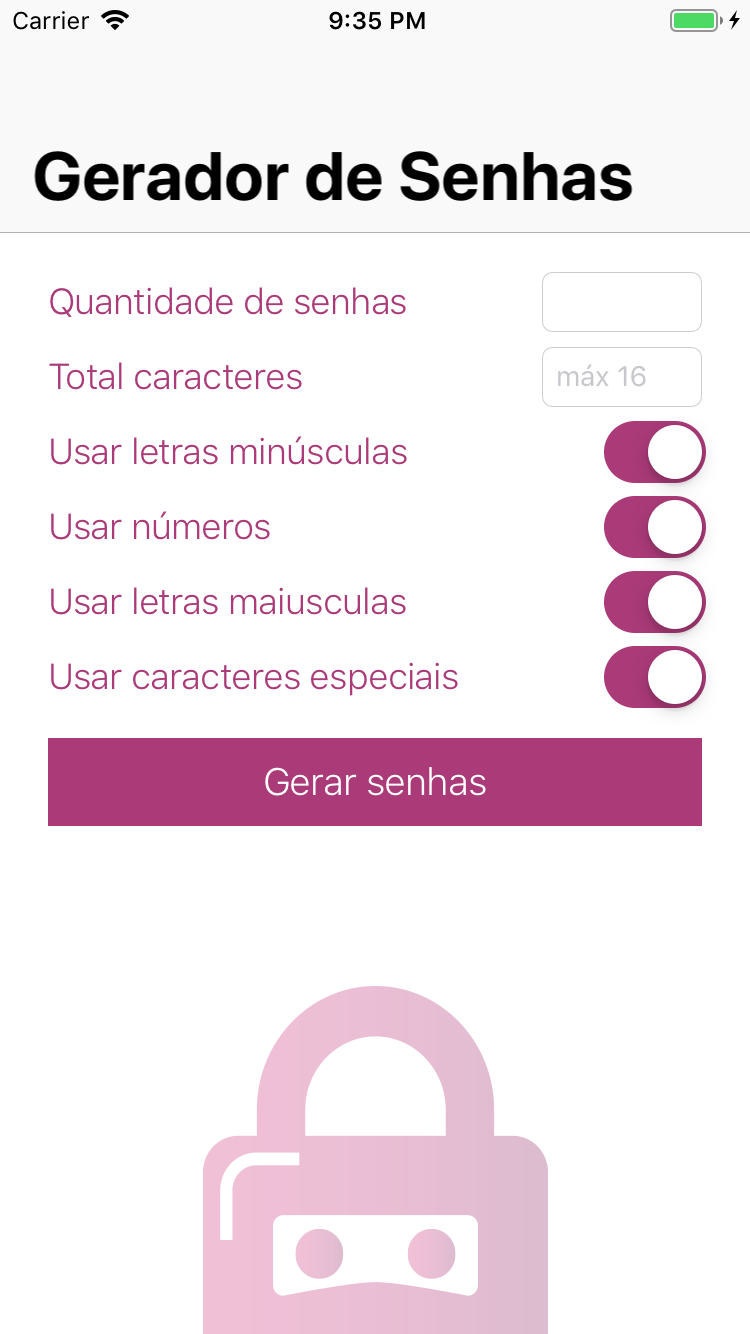 Carrier 9:35 PM
Gerador de Senhas
Quantidade de senhas
Total caracteres máx 16
Usar letras minúsculas
Usar números
Usar letras maiusculas
Usar caracteres especiais
Gerar senhas